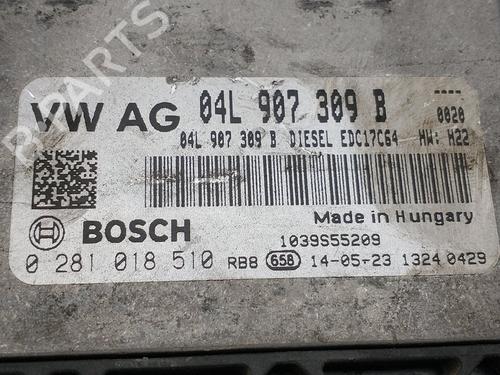 B-PARTS
VW AG 04L 907 309 B
0020
04L 907 309 B DIESEL EDC17C64 HW: H22
Made in Hungary
BOSCH 1039S55209
0 281 018 510 RB8 658 14-05-23 1324 0429